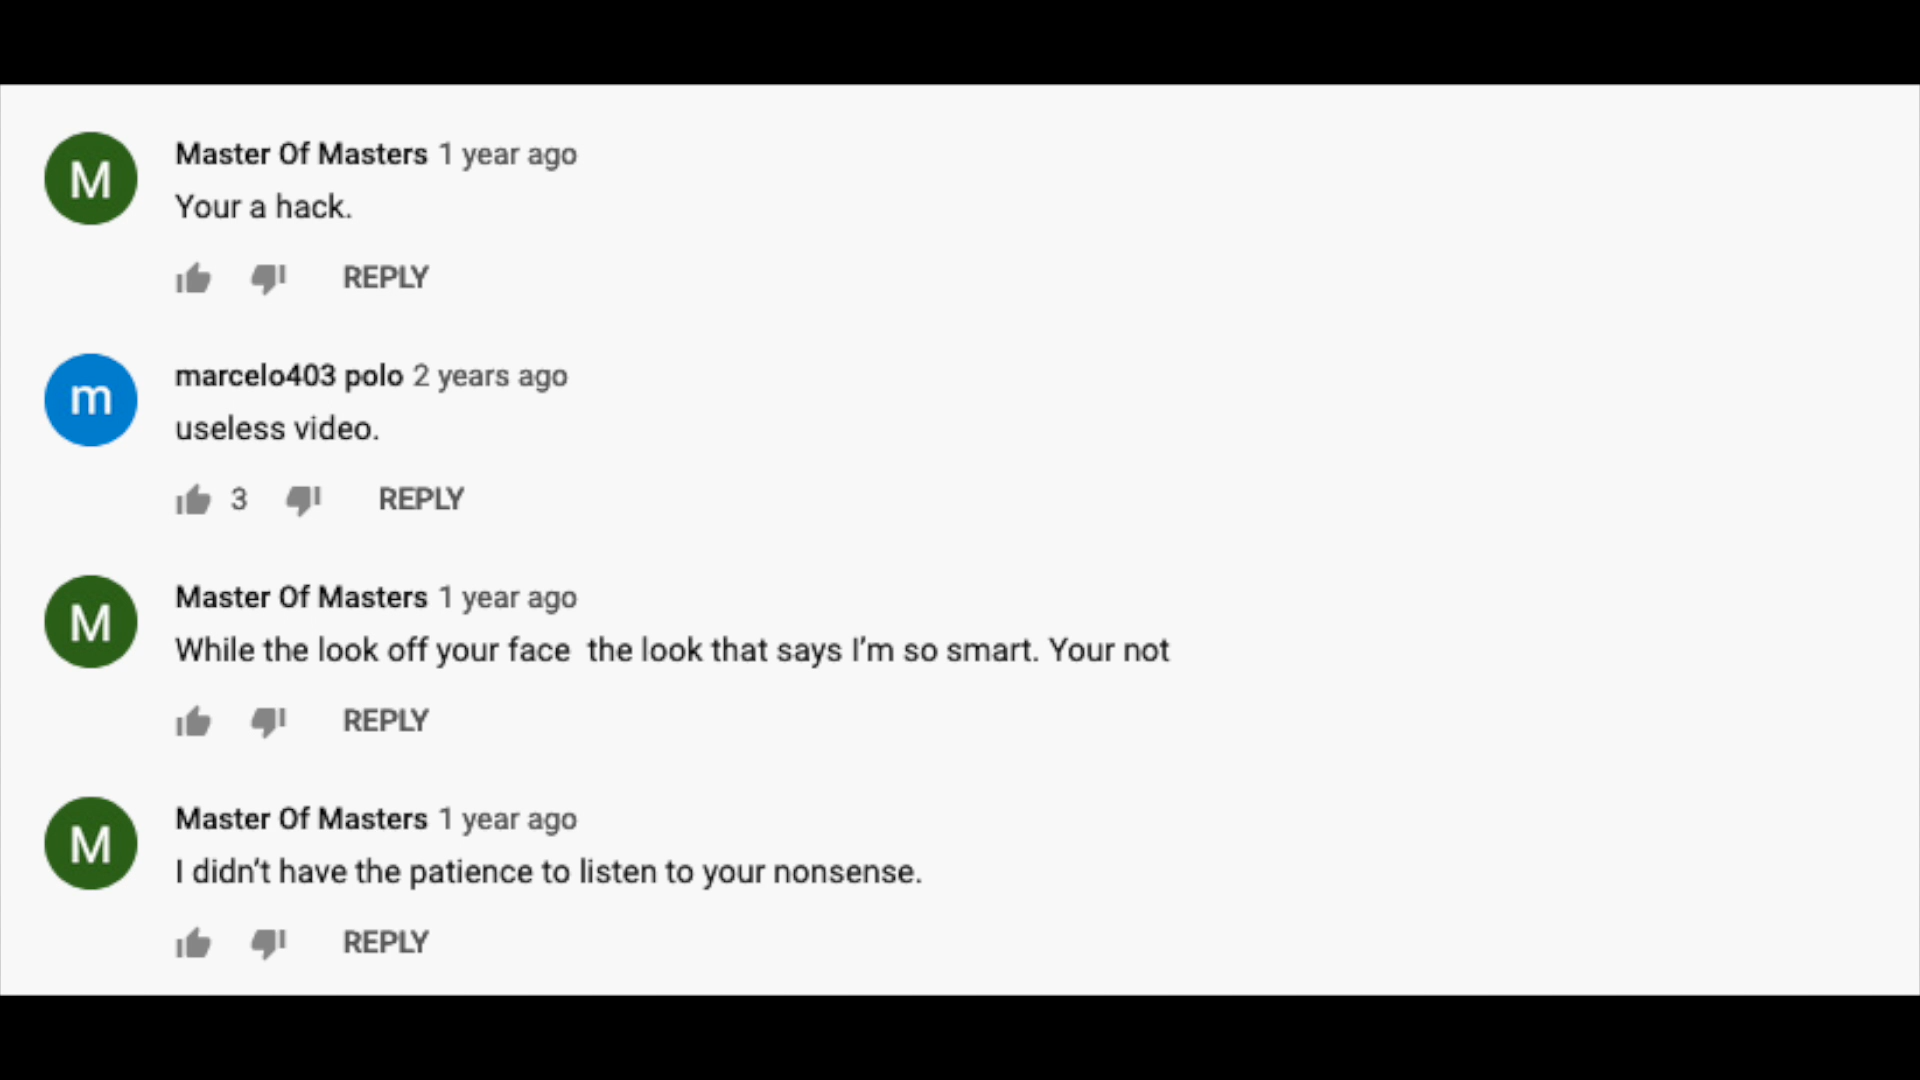 M
Master Of Masters 1 year ago
Your a hack.
REPLY
m
marcelo403 polo 2 years ago
useless video.
3 REPLY
M
Master Of Masters 1 year ago
While the look off your face  the look that says I’m so smart. Your not
REPLY
M
Master Of Masters 1 year ago
I didn’t have the patience to listen to your nonsense.
REPLY